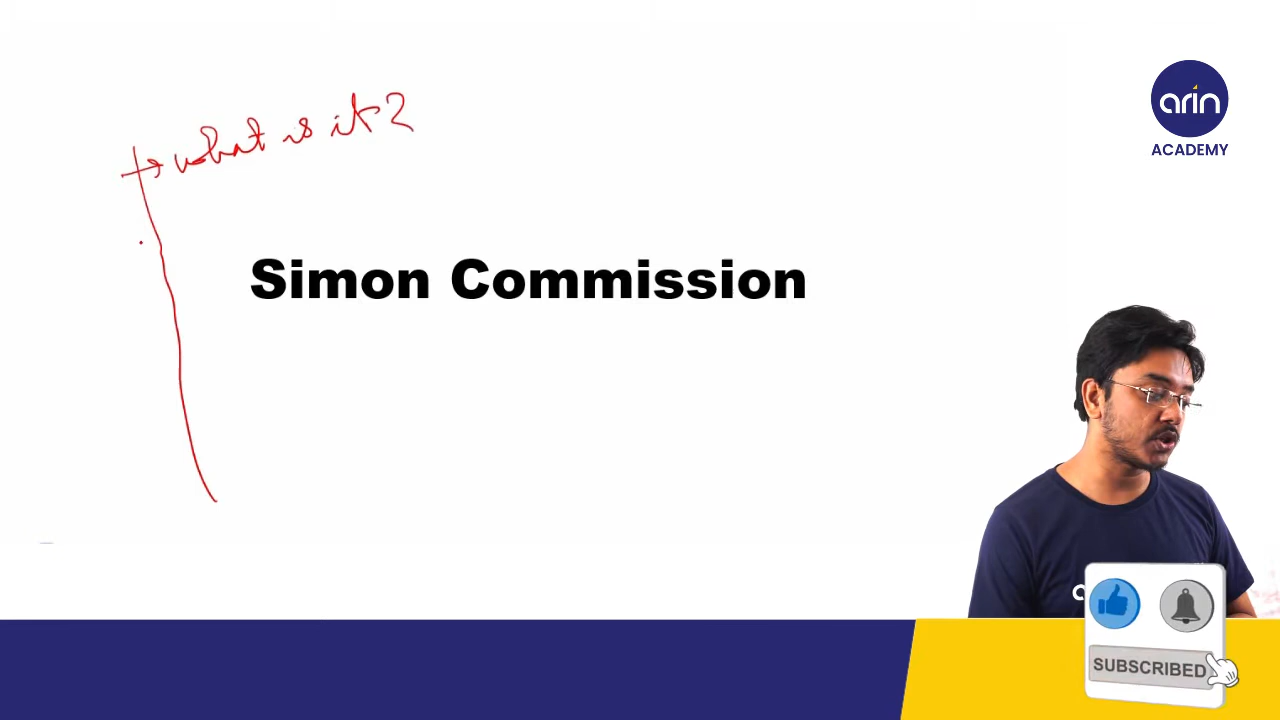 arin
ACADEMY
what is it?
Simon Commission
SUBSCRIBED